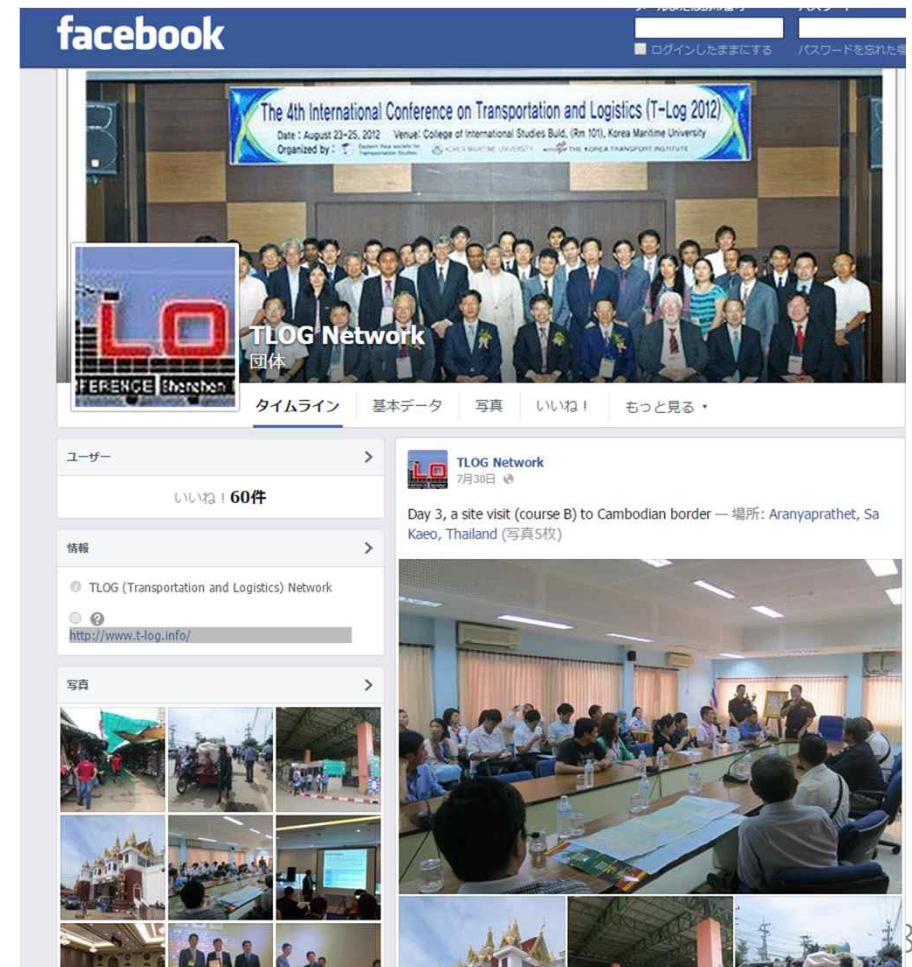 facebook
ログインしたままにする
パスワードを忘れた場
The 4th International Conference on Transportation and Logistics (T-Log 2012)
Date : August 23-25, 2012 Venue: College of International Studies Build, (Rm 101), Korea Maritime University
Organized by : Eastern Asia society for Transportation Studies KOREA MARITIME UNIVERSITY THE KOREA TRANSPORT INSTITUTE
LO
FERENCE Shenzhen
TLOG Network
団体
タイムライン 基本データ 写真 いいね！ もっと見る
ユーザー
いいね！60件
情報
TLOG (Transportation and Logistics) Network
http://www.t-log.info/
写真
TLOG Network
7月30日
Day 3, a site visit (course B) to Cambodian border — 場所: Aranyaprathet, Sa
Kaeo, Thailand (写真5枚)